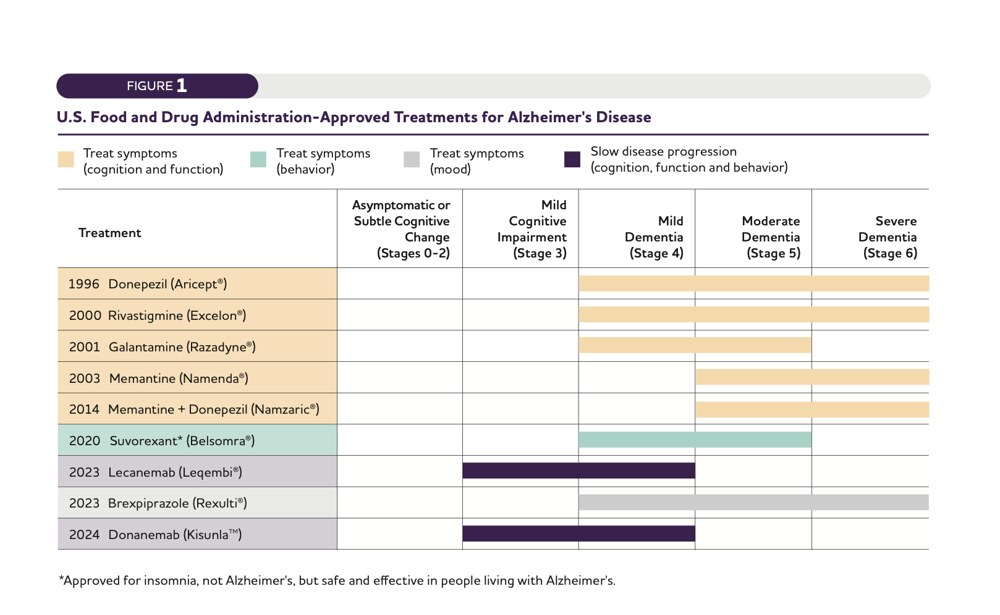 FIGURE 1
U.S. Food and Drug Administration-Approved Treatments for Alzheimer's Disease
Treat symptoms
(cognition and function)
Treat symptoms
(behavior)
Treat symptoms
(mood)
Slow disease progression
(cognition, function and behavior)
Treatment
Asymptomatic or
Subtle Cognitive
Change
(Stages 0-2)
Mild
Cognitive
Impairment
(Stage 3)
Mild
Dementia
(Stage 4)
Moderate
Dementia
(Stage 5)
Severe
Dementia
(Stage 6)
1996 Donepezil (Aricept®)
2000 Rivastigmine (Excelon®)
2001 Galantamine (Razadyne®)
2003 Memantine (Namenda®)
2014 Memantine + Donepezil (Namzaric®)
2020 Suvorexant* (Belsomra®)
2023 Lecanemab (Leqembi®)
2023 Brexpiprazole (Rexulti®)
2024 Donanemab (Kisunla™)
*Approved for insomnia, not Alzheimer's, but safe and effective in people living with Alzheimer's.